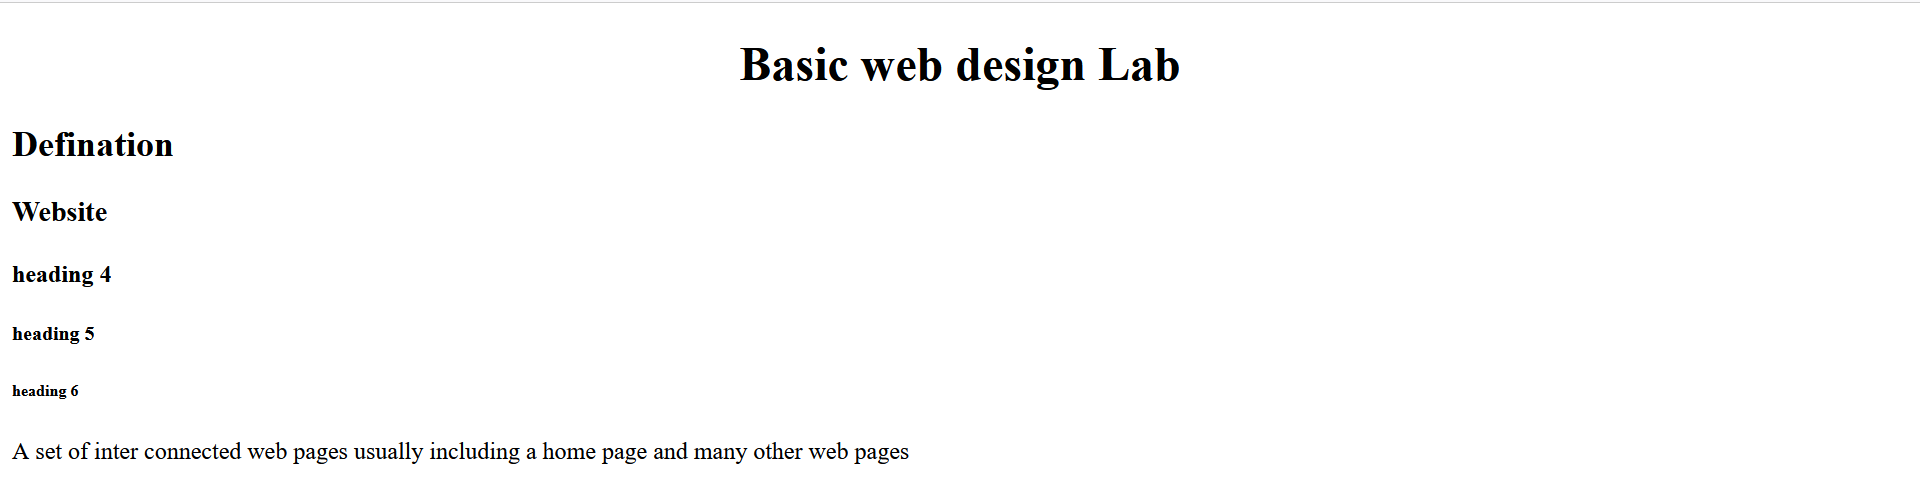 Basic web design Lab
Defination
Website
heading 4
heading 5
heading 6
A set of inter connected web pages usually including a home page and many other web pages